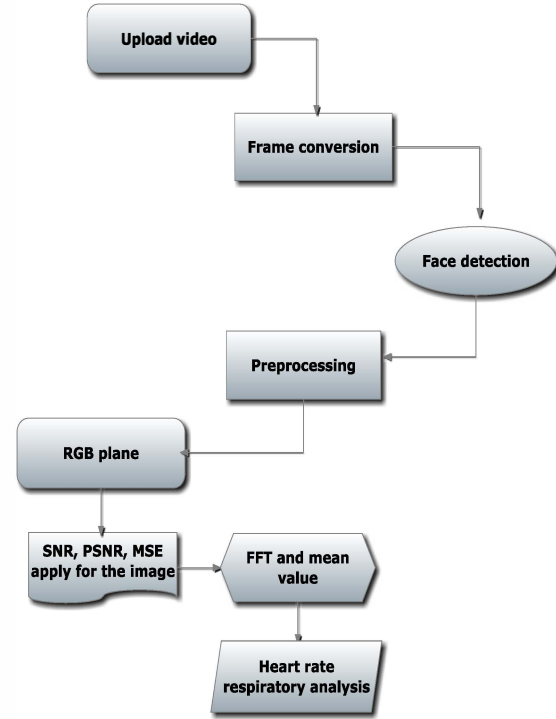 Upload video
Frame conversion
Face detection
Preprocessing
RGB plane
SNR, PSNR, MSE
apply for the image
FFT and mean
value
Heart rate
respiratory analysis